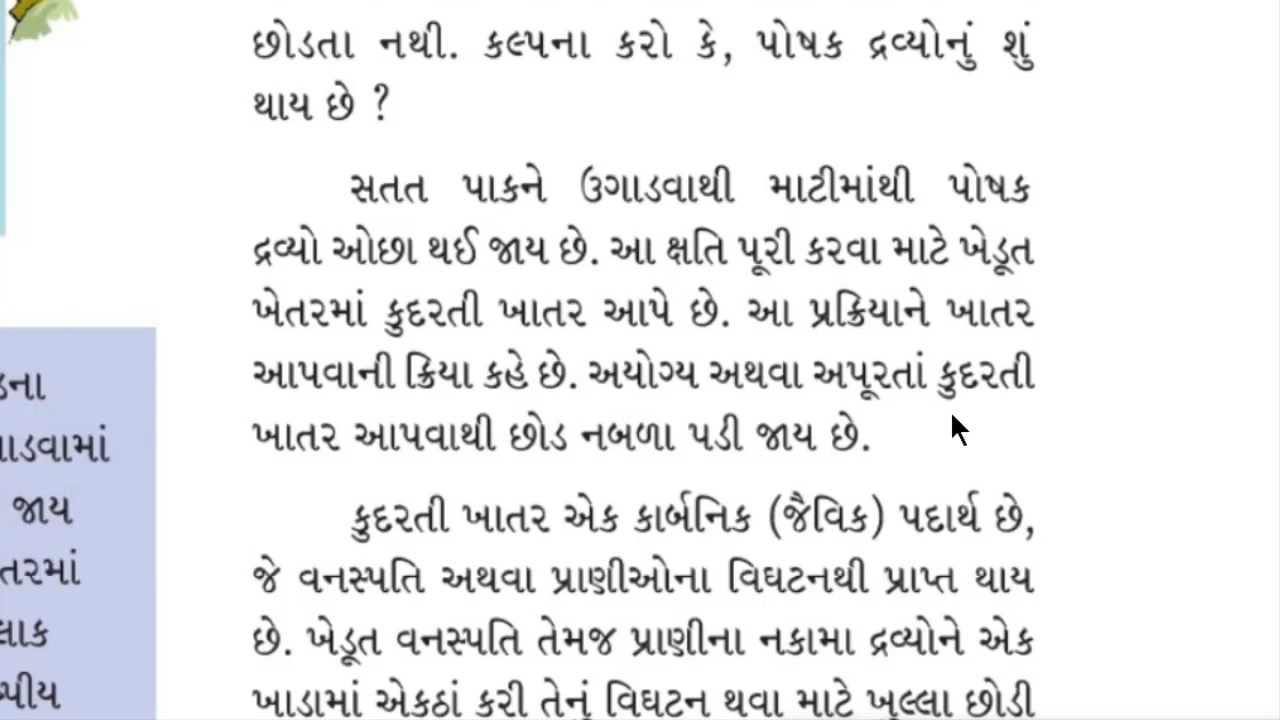 છોડતા નથી. કલ્પના કરો કે, પોષક દ્રવ્યોનું શું
થાય છે ?
સતત પાકને ઉગાડવાથી માટીમાંથી પોષક
દ્રવ્યો ઓછા થઈ જાય છે. આ ક્ષતિ પૂરી કરવા માટે ખેડૂત
ખેતરમાં કુદરતી ખાતર આપે છે. આ પ્રક્રિયાને ખાતર
આપવાની ક્રિયા કહે છે. અયોગ્ય અથવા અપૂરતાં કુદરતી
ખાતર આપવાથી છોડ નબળા પડી જાય છે.
કુદરતી ખાતર એક કાર્બનિક (જૈવિક) પદાર્થ છે,
જે વનસ્પતિ અથવા પ્રાણીઓના વિઘટનથી પ્રાપ્ત થાય
છે. ખેડૂત વનસ્પતિ તેમજ પ્રાણીના નકામા દ્રવ્યોને એક
ખાડામાં એકઠાં કરી તેનું વિઘટન થવા માટે ખુલ્લા છોડી
જાય